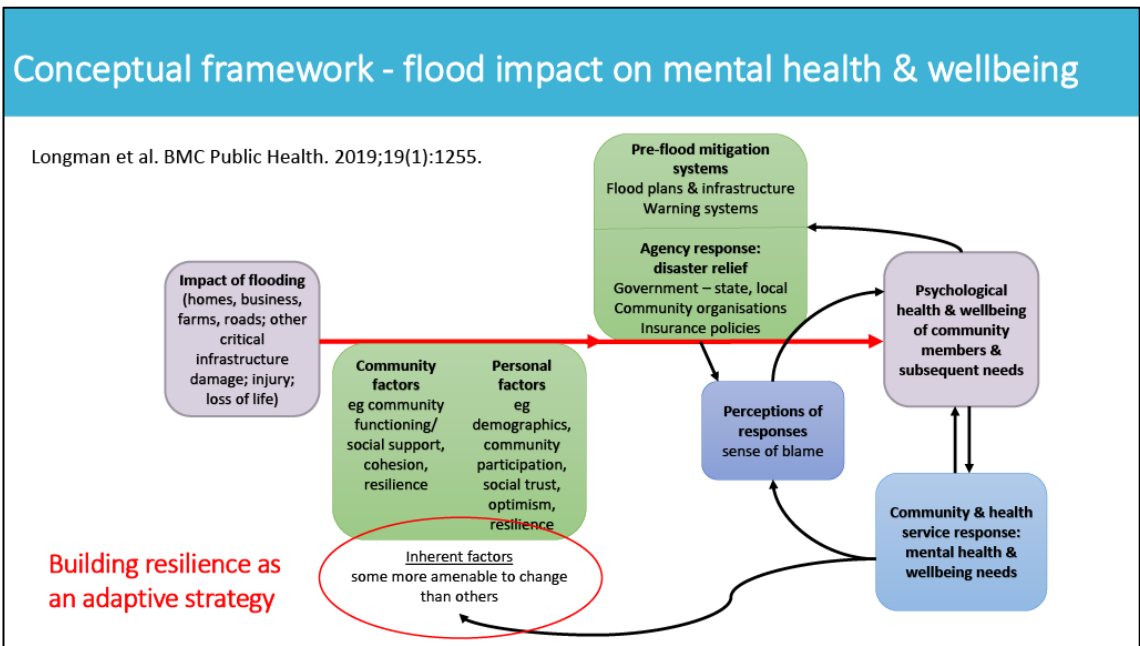 Conceptual framework - flood impact on mental health & wellbeing
Longman et al. BMC Public Health. 2019;19(1):1255.
Pre-flood mitigation
systems
Flood plans & infrastructure
Warning systems
Agency response:
disaster relief
Government – state, local
Community organisations
Insurance policies
Impact of flooding
(homes, business,
farms, roads; other
critical
infrastructure
damage; injury;
loss of life)
Community
factors
eg community
functioning/
social support,
cohesion,
resilience
Personal
factors
eg
demographics,
community
participation,
social trust,
optimism,
resilience
Psychological
health & wellbeing
of community
members &
subsequent needs
Perceptions of
responses
sense of blame
Community & health
service response:
mental health &
wellbeing needs
Inherent factors
some more amenable to change
than others
Building resilience as
an adaptive strategy